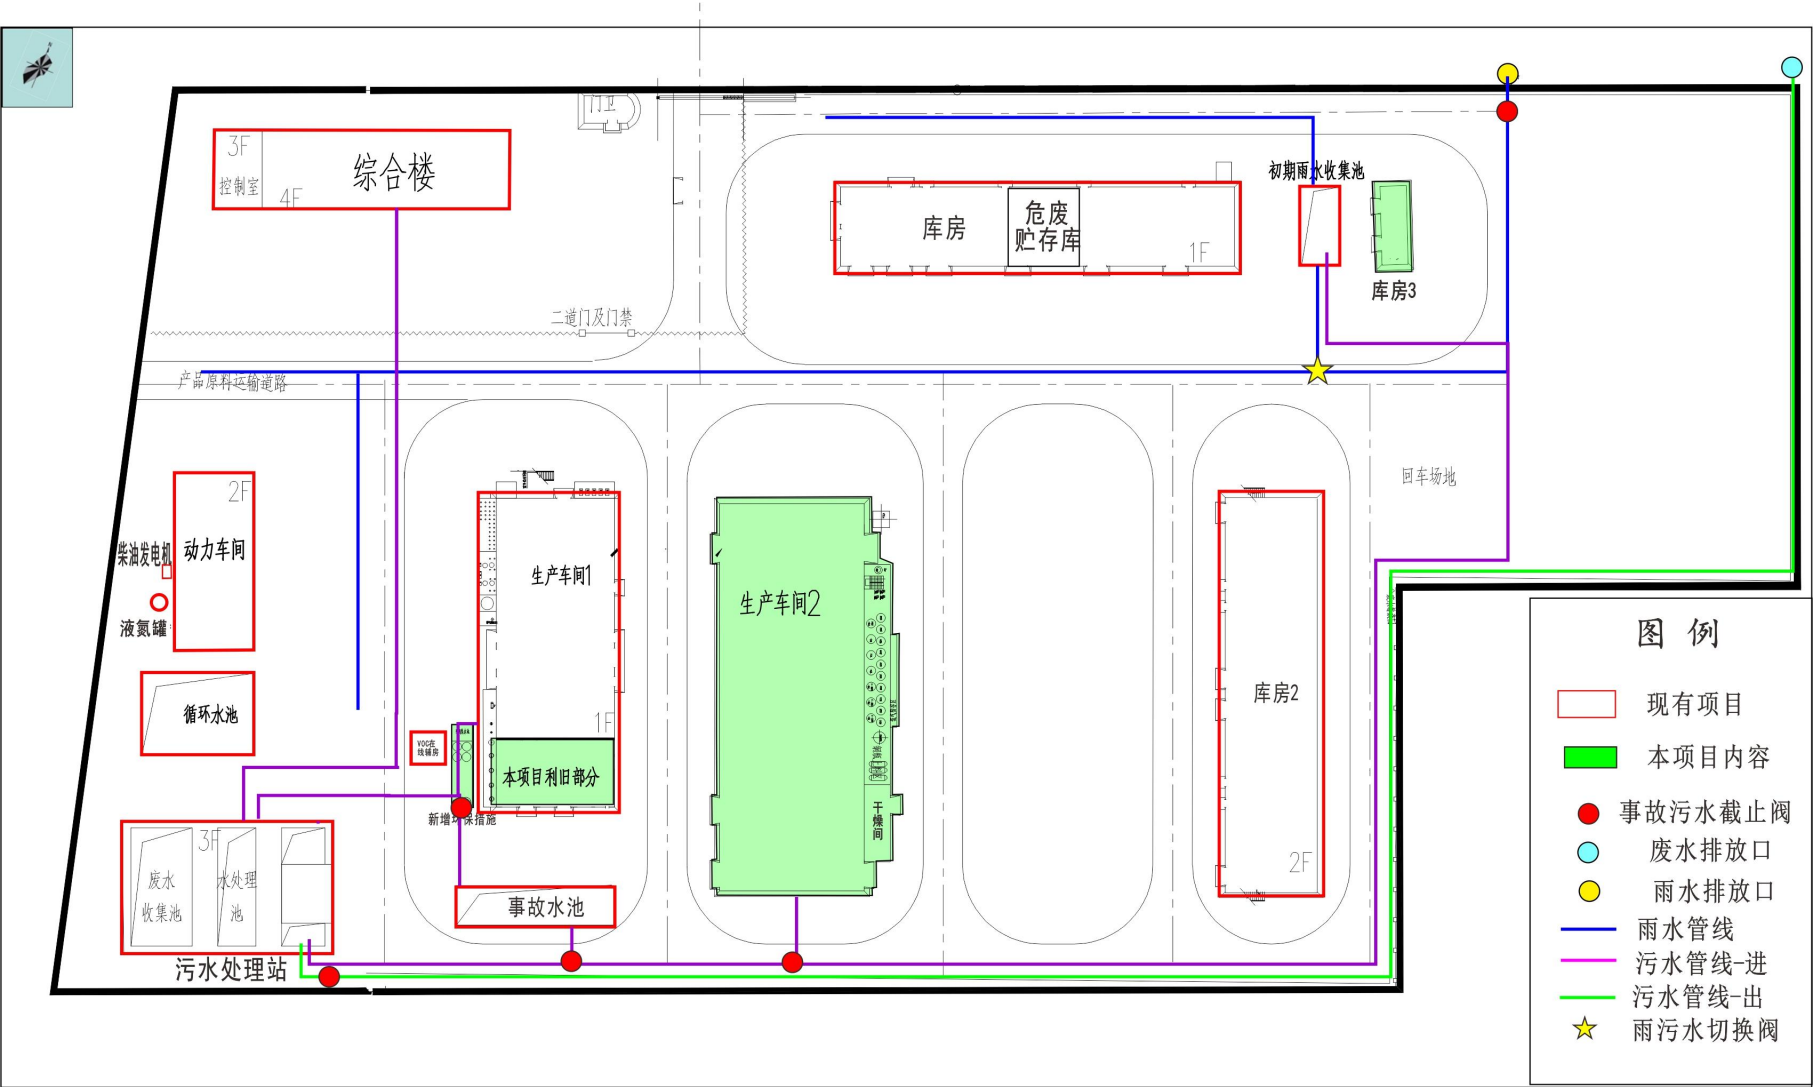 门卫
3F
控制室
4F
综合楼
库房
危废
贮存库
1F
初期雨水收集池
库房3
二道门及门禁
产品原料运输道路
回车场地
2F
动力车间
柴油发电机
液氮罐
循环水池
生产车间1
1F
本项目利旧部分
VOC在
线辅房
新增环保措施
生产车间2
干燥间
库房2
2F
3F
废水
收集池
水处理
池
污水处理站
事故水池
图 例
现有项目
本项目内容
事故污水截止阀
废水排放口
雨水排放口
雨水管线
污水管线-进
污水管线-出
雨污水切换阀